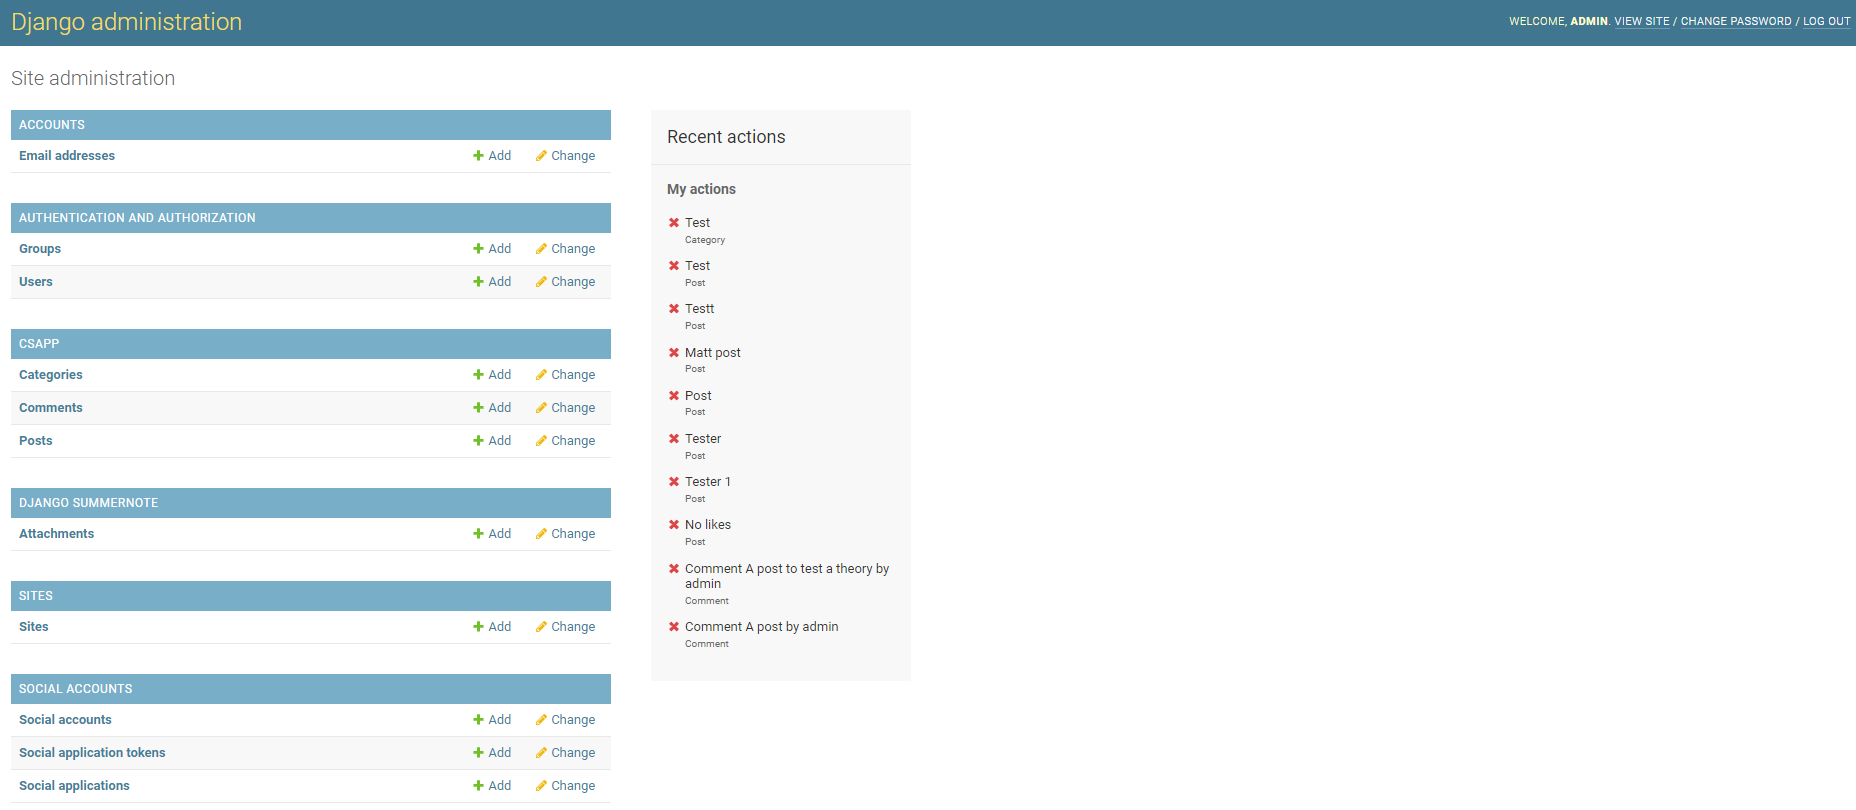 Django administration
WELCOME, ADMIN. VIEW SITE / CHANGE PASSWORD / LOG OUT
Site administration
ACCOUNTS
Email addresses Add Change
AUTHENTICATION AND AUTHORIZATION
Groups Add Change
Users Add Change
CSAPP
Categories Add Change
Comments Add Change
Posts Add Change
DJANGO SUMMERNOTE
Attachments Add Change
SITES
Sites Add Change
SOCIAL ACCOUNTS
Social accounts Add Change
Social application tokens Add Change
Social applications Add Change
Recent actions
My actions
Test
Category
Test
Post
Testt
Post
Matt post
Post
Post
Post
Tester
Post
Tester 1
Post
No likes
Post
Comment A post to test a theory by
admin
Comment
Comment A post by admin
Comment